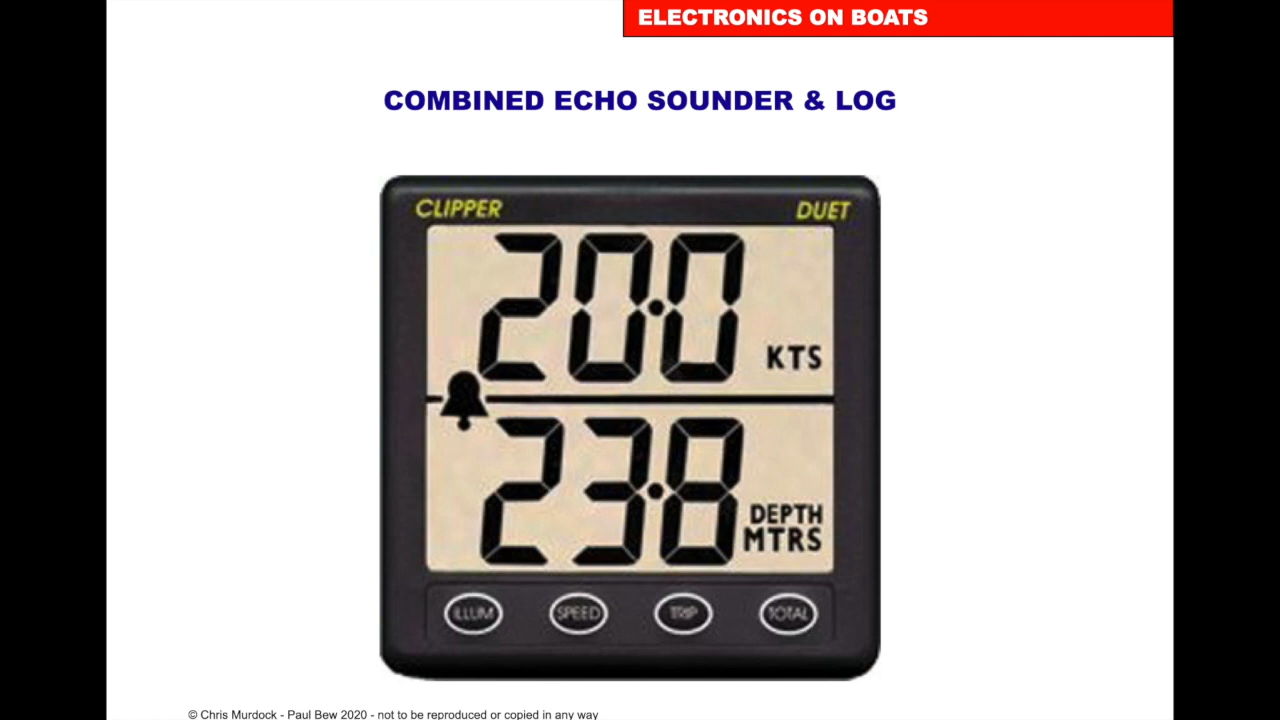 ELECTRONICS ON BOATS
COMBINED ECHO SOUNDER & LOG
CLIPPER DUET
20.0 KTS
23.8 DEPTH MTRS
ILLUM SPEED TRIP TOTAL
© Chris Murdock - Paul Bew 2020 - not to be reproduced or copied in any way